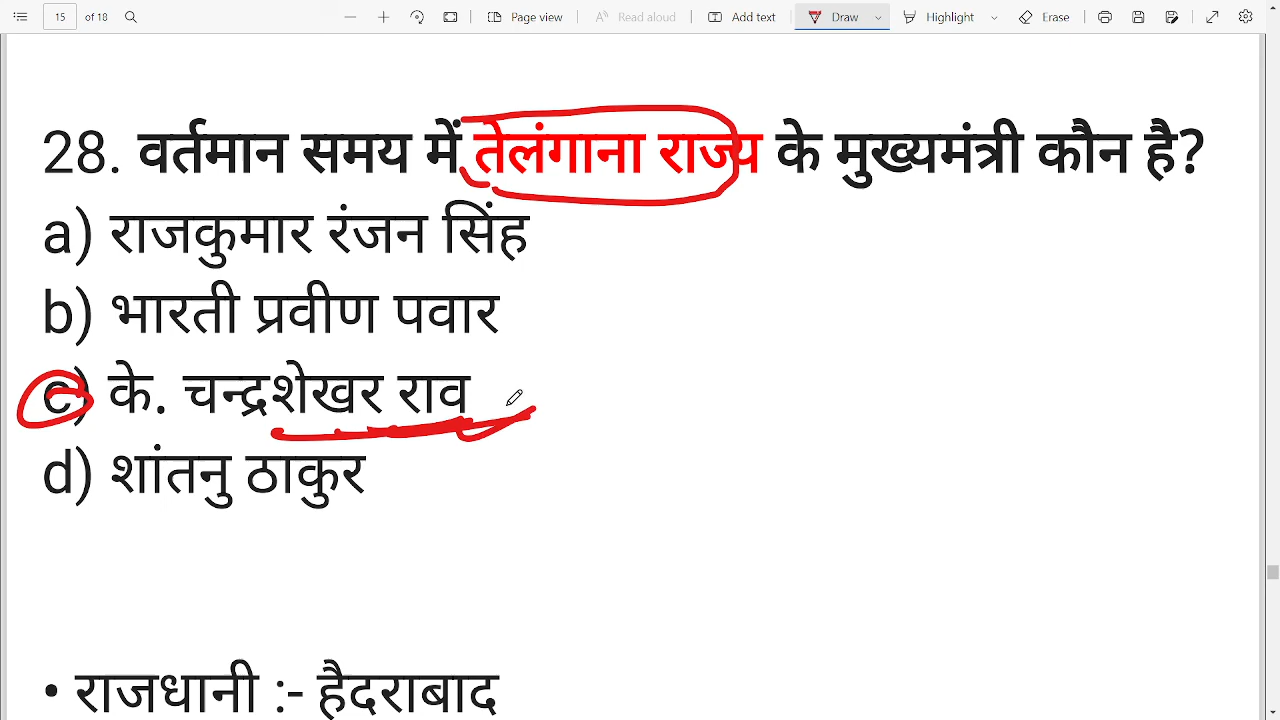 15 of 18 Page view Read aloud Add text Draw Highlight Erase
28. वर्तमान समय में तेलंगाना राज्य के मुख्यमंत्री कौन है?
a) राजकुमार रंजन सिंह
b) भारती प्रवीण पवार
c) के. चन्द्रशेखर राव
d) शांतनु ठाकुर
• राजधानी :- हैदराबाद